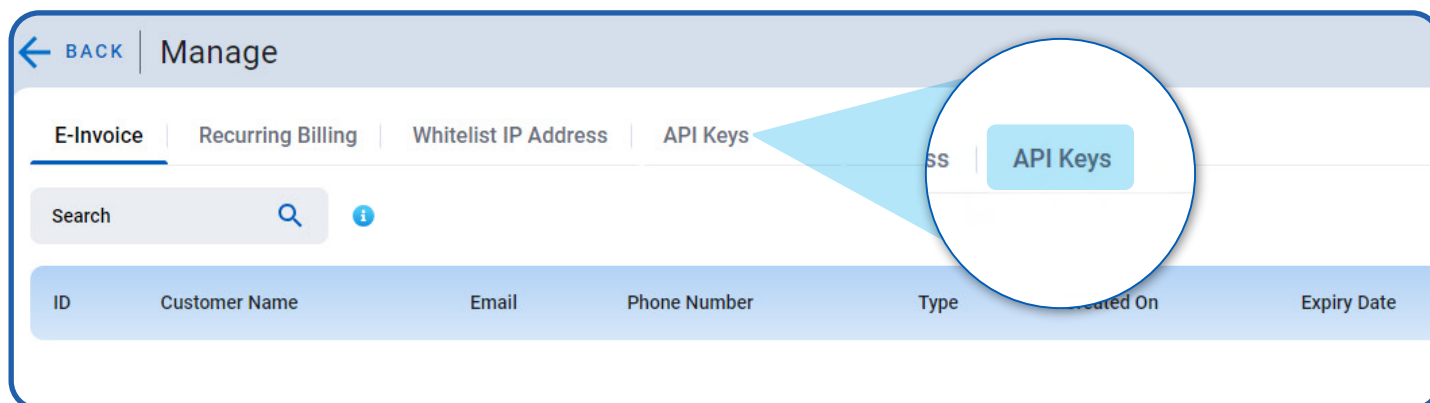 BACK Manage
E-Invoice Recurring Billing Whitelist IP Address API Keys
ss API Keys
Search
ID Customer Name Email Phone Number Type On Expiry Date